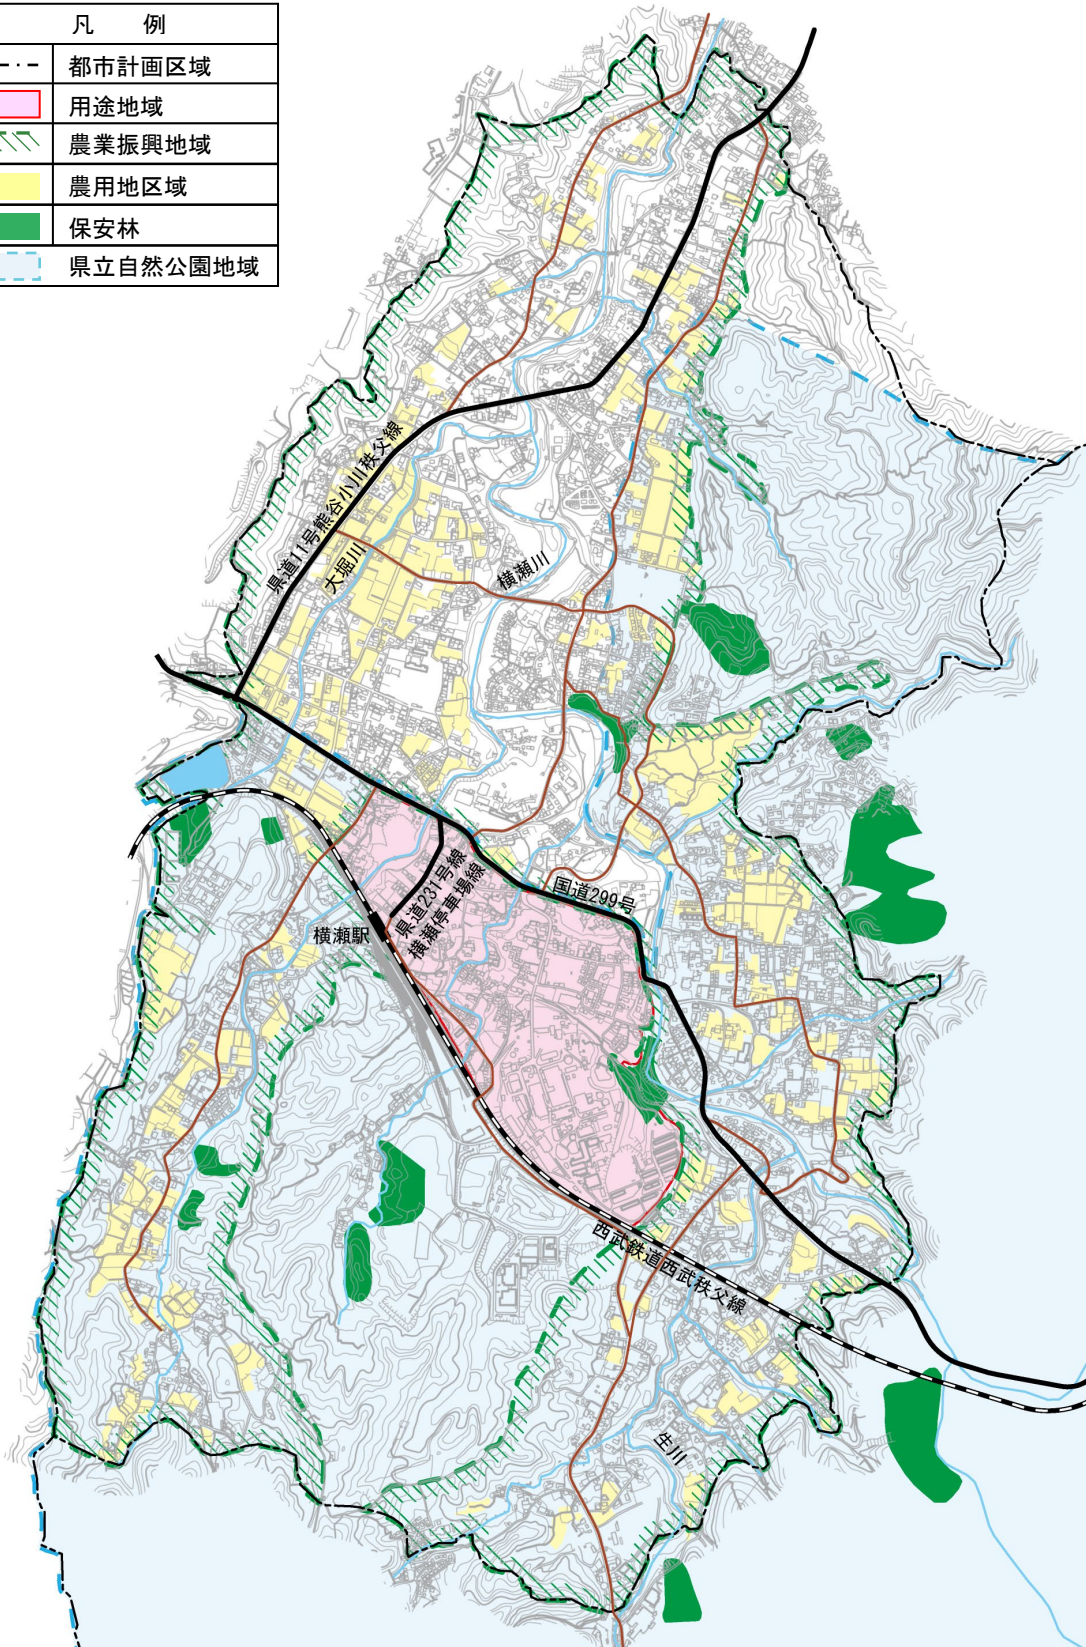 凡 例
都市計画区域
用途地域
農業振興地域
農用地区域
保安林
県立自然公園地域
県道11号熊谷小川秩父線
大堀川
横瀬川
国道299号
県道231号線
横瀬停車場線
横瀬駅
西武鉄道西武秩父線
生川